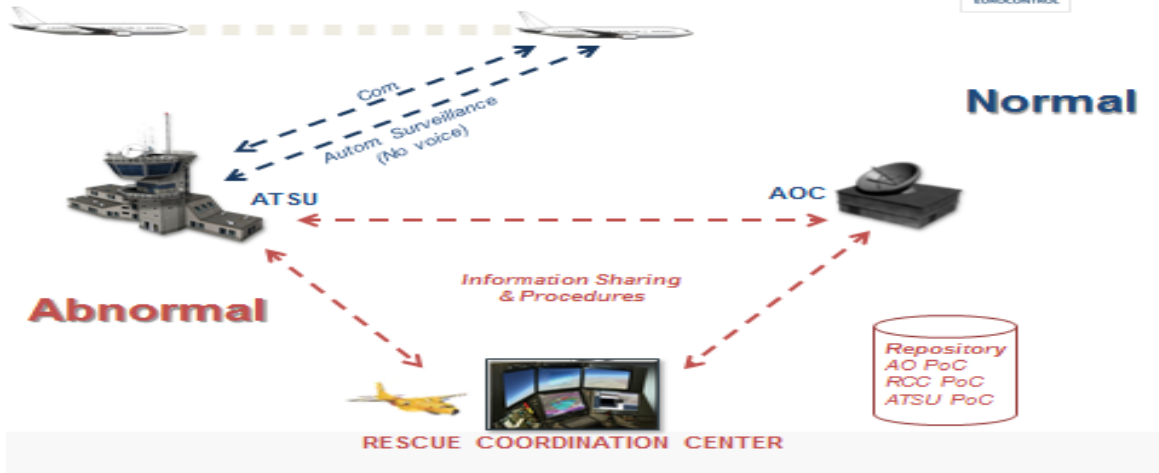 EUROCONTROL
Normal
Com
Autom Surveillance
(No voice)
ATSU
AOC
Information Sharing
& Procedures
Abnormal
Repository
AO PoC
RCC PoC
ATSU PoC
RESCUE COORDINATION CENTER